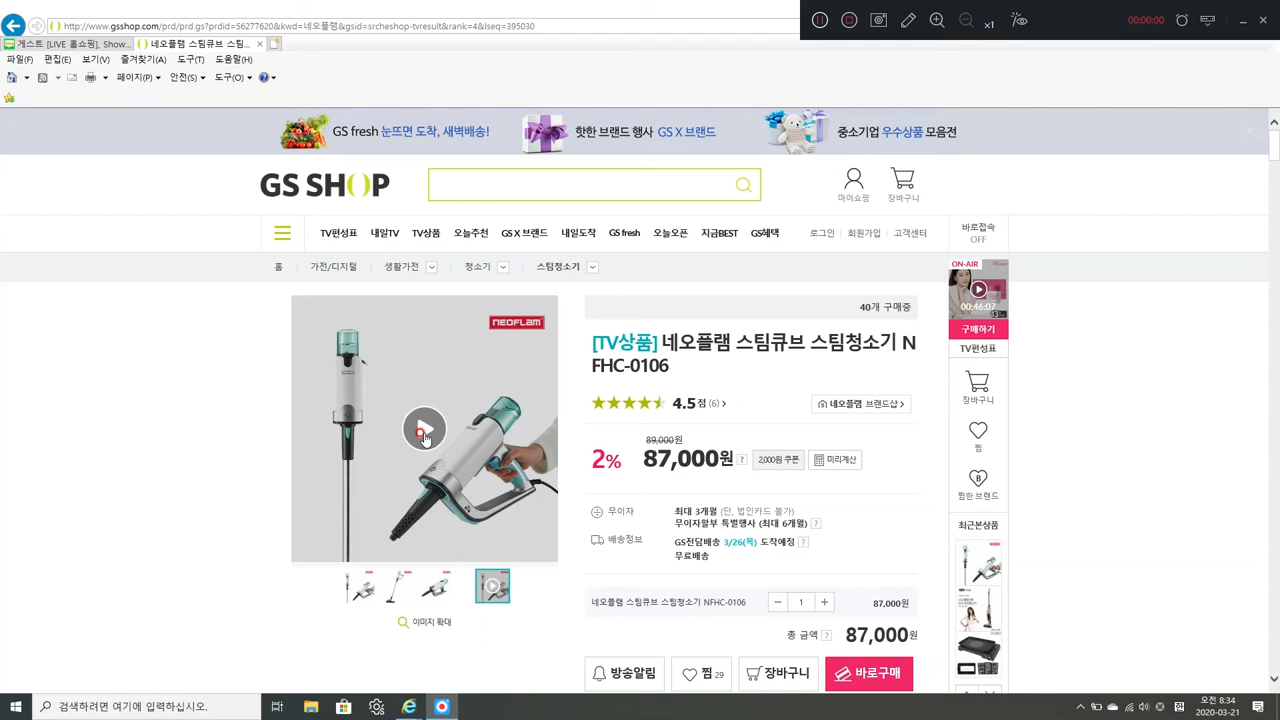 http://www.gsshop.com/prd/prd.gs?prdid=56277620&kwd=네오플램&gsid=srcheshop-tvresult&rank=4&lseq=395030
x1
00:00:00
게스트 [LIVE 홈쇼핑], Show...
네오플램 스팀큐브 스팀...
파일(F) 편집(E) 보기(V) 즐겨찾기(A) 도구(T) 도움말(H)
페이지(P) 안전(S) 도구(O)
GS fresh 눈뜨면 도착, 새벽배송!
핫한 브랜드 행사 GS X 브랜드
중소기업 우수상품 모음전
GS SHOP
마이쇼핑
장바구니
TV편성표 내일TV TV상품 오늘추천 GS X 브랜드 내일도착 GS fresh 오늘오픈 지금BEST GS혜택
로그인 회원가입 고객센터
바로접속
OFF
홈 가전/디지털 생활가전 청소기 스팀청소기
ON-AIR
00:46:07
구매하기
TV편성표
장바구니
찜
찜한 브랜드
최근본상품
NEOFLAM
40개 구매중
[TV상품] 네오플램 스팀큐브 스팀청소기 N
FHC-0106
4.5점 (6)
네오플램 브랜드샵
89,000원
2% 87,000원 ? 2,000원 쿠폰 미리계산
무이자 최대 3개월 (단, 법인카드 불가)
무이자할부 특별행사 (최대 6개월) ?
배송정보 GS전담배송 3/26(목) 도착예정 ?
무료배송
네오플램 스팀큐브 스팀청소기 NFHC-0106 1 87,000원
이미지 확대
총 금액 ? 87,000원
방송알림 찜 29 장바구니 바로구매
검색하려면 여기에 입력하십시오.
오전 8:34
2020-03-21